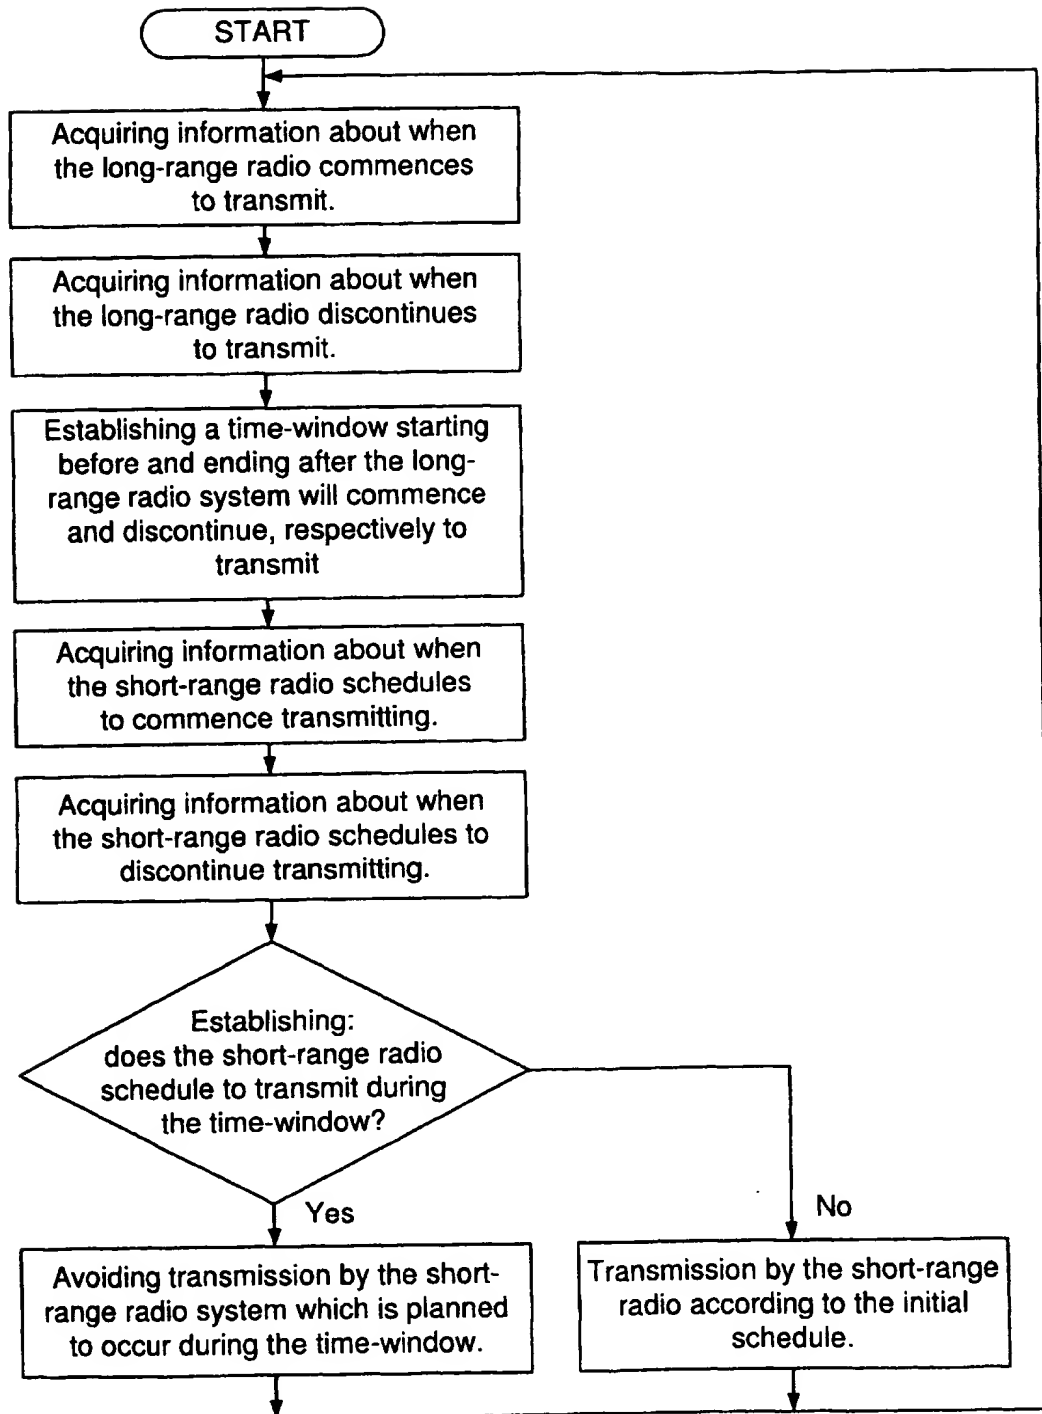 START
Acquiring information about when
the long-range radio commences
to transmit.
Acquiring information about when
the long-range radio discontinues
to transmit.
Establishing a time-window starting
before and ending after the long-
range radio system will commence
and discontinue, respectively to
transmit
Acquiring information about when
the short-range radio schedules
to commence transmitting.
Acquiring information about when
the short-range radio schedules to
discontinue transmitting.
Establishing:
does the short-range radio
schedule to transmit during
the time-window?
Yes
No
Avoiding transmission by the short-
range radio system which is planned
to occur during the time-window.
Transmission by the short-range
radio according to the initial
schedule.